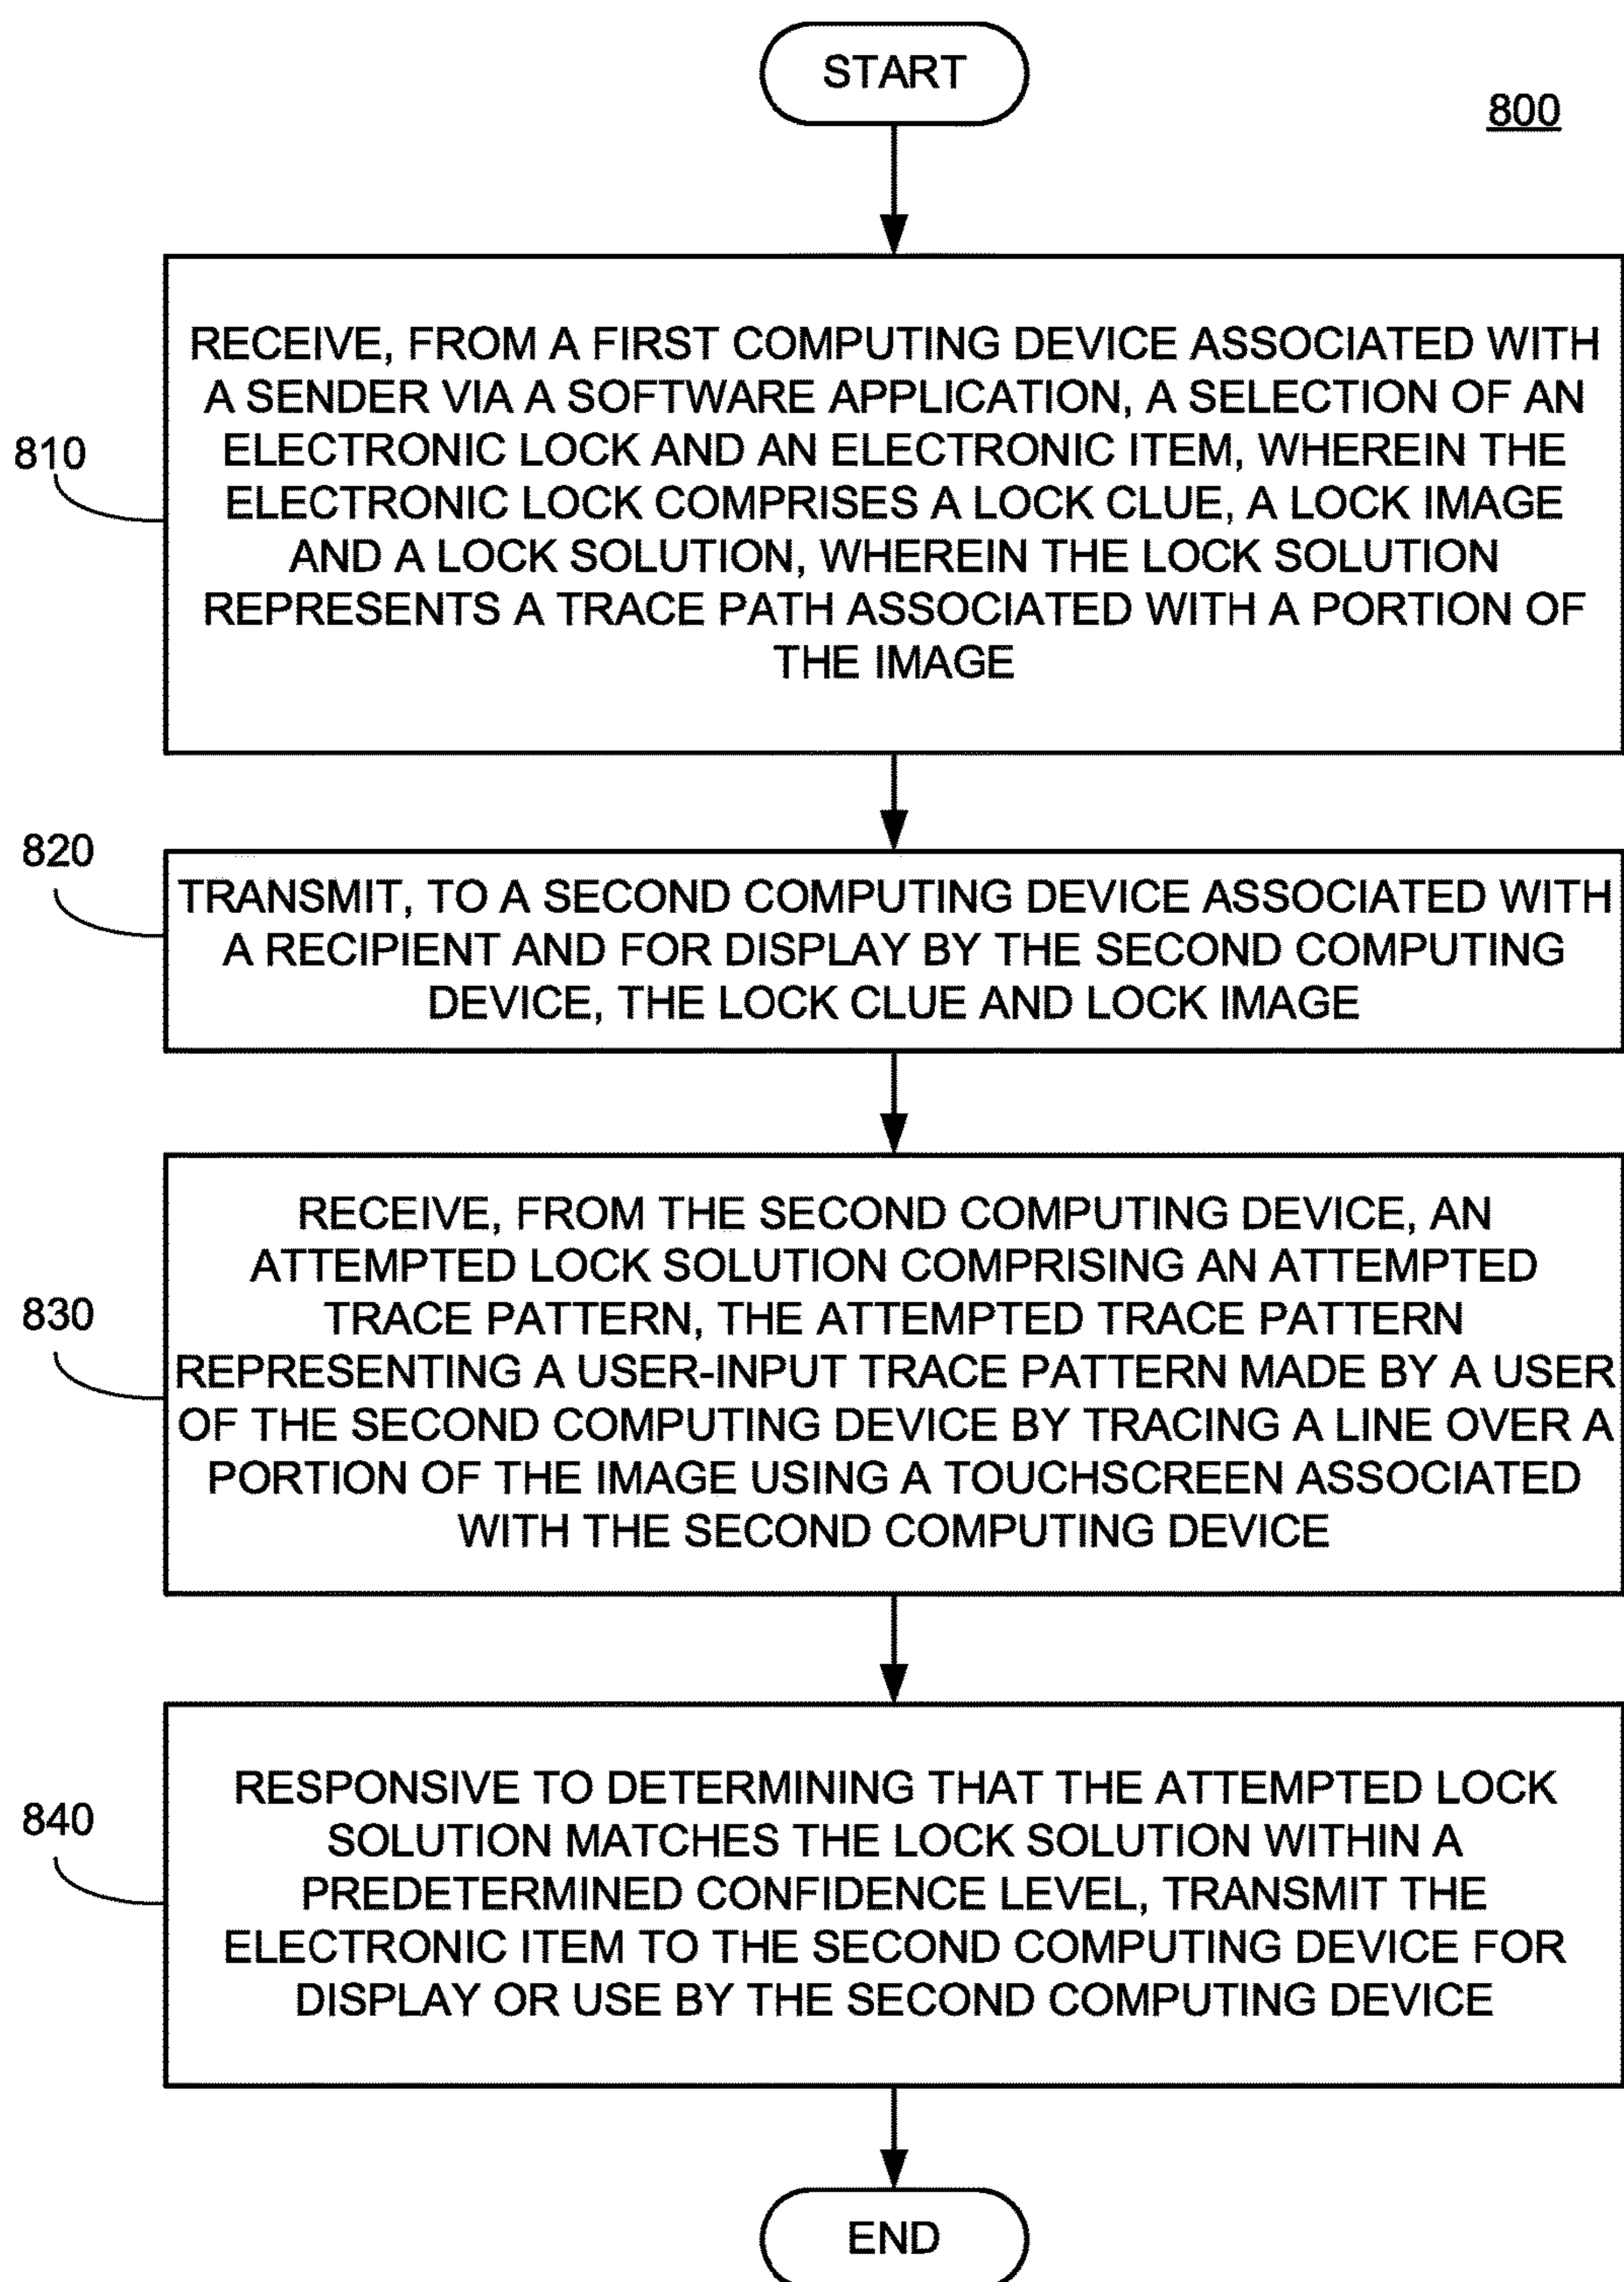 START
800
RECEIVE, FROM A FIRST COMPUTING DEVICE ASSOCIATED WITH
A SENDER VIA A SOFTWARE APPLICATION, A SELECTION OF AN
ELECTRONIC LOCK AND AN ELECTRONIC ITEM, WHEREIN THE
810
ELECTRONIC LOCK COMPRISES A LOCK CLUE, A LOCK IMAGE
AND A LOCK SOLUTION, WHEREIN THE LOCK SOLUTION
REPRESENTS A TRACE PATH ASSOCIATED WITH A PORTION OF
THE IMAGE
820
TRANSMIT, TO A SECOND COMPUTING DEVICE ASSOCIATED WITH
A RECIPIENT AND FOR DISPLAY BY THE SECOND COMPUTING
DEVICE, THE LOCK CLUE AND LOCK IMAGE
RECEIVE, FROM THE SECOND COMPUTING DEVICE, AN
ATTEMPTED LOCK SOLUTION COMPRISING AN ATTEMPTED
TRACE PATTERN, THE ATTEMPTED TRACE PATTERN
830
REPRESENTING A USER-INPUT TRACE PATTERN MADE BY A USER
OF THE SECOND COMPUTING DEVICE BY TRACING A LINE OVER A
PORTION OF THE IMAGE USING A TOUCHSCREEN ASSOCIATED
WITH THE SECOND COMPUTING DEVICE
RESPONSIVE TO DETERMINING THAT THE ATTEMPTED LOCK
840
SOLUTION MATCHES THE LOCK SOLUTION WITHIN A
PREDETERMINED CONFIDENCE LEVEL, TRANSMIT THE
ELECTRONIC ITEM TO THE SECOND COMPUTING DEVICE FOR
DISPLAY OR USE BY THE SECOND COMPUTING DEVICE
END